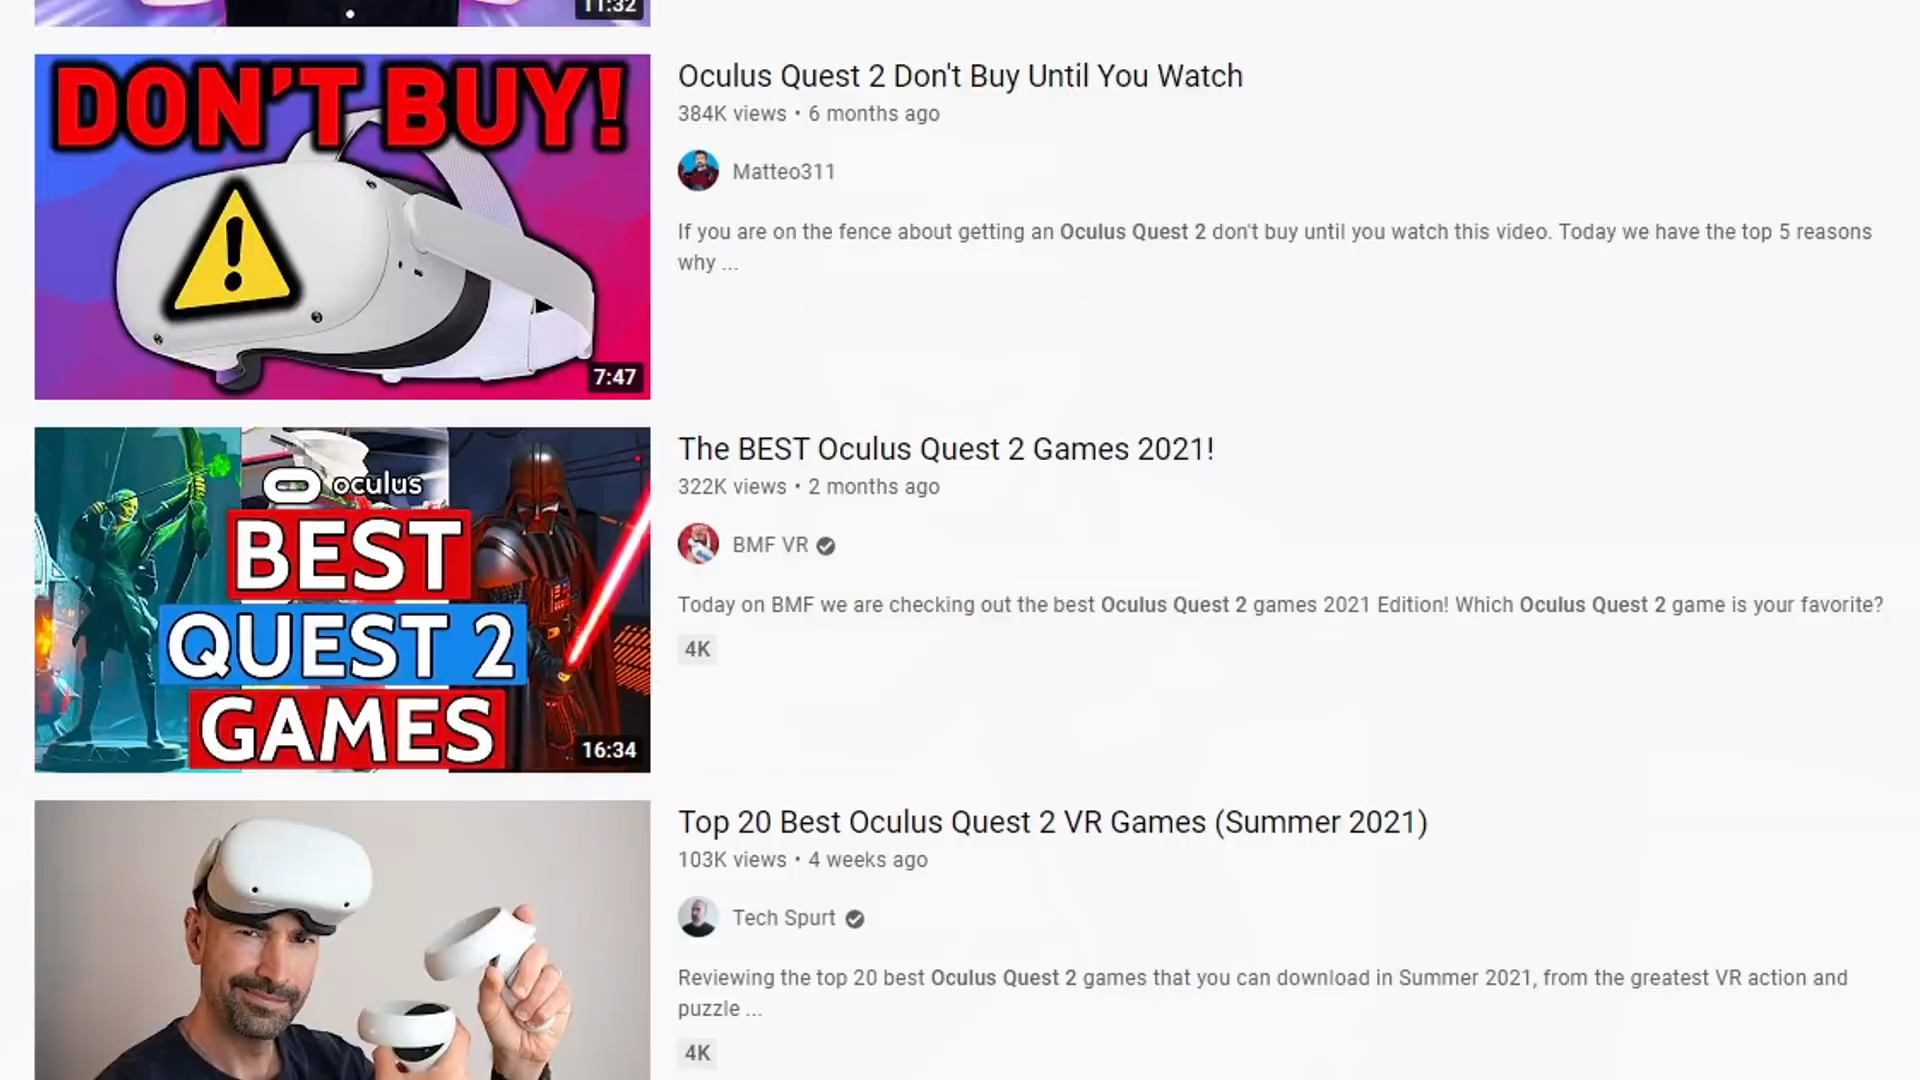 11:32
DON'T BUY!
7:47
Oculus Quest 2 Don't Buy Until You Watch
384K views • 6 months ago
Matteo311
If you are on the fence about getting an Oculus Quest 2 don't buy until you watch this video. Today we have the top 5 reasons
why ...
oculus
BEST
QUEST 2
GAMES
16:34
The BEST Oculus Quest 2 Games 2021!
322K views • 2 months ago
BMF VR
Today on BMF we are checking out the best Oculus Quest 2 games 2021 Edition! Which Oculus Quest 2 game is your favorite?
4K
Top 20 Best Oculus Quest 2 VR Games (Summer 2021)
103K views • 4 weeks ago
Tech Spurt
Reviewing the top 20 best Oculus Quest 2 games that you can download in Summer 2021, from the greatest VR action and
puzzle ...
4K